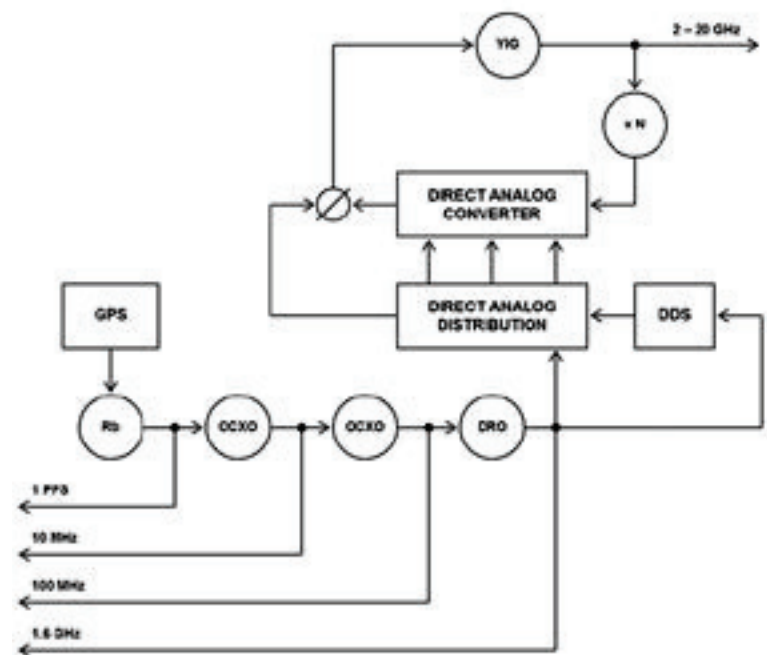 YIG
2 – 20 GHz
x N
DIRECT ANALOG
CONVERTER
GPS
DIRECT ANALOG
DISTRIBUTION
DDS
Rb
OCXO
OCXO
DRO
1 PPS
10 MHz
100 MHz
1.6 GHz